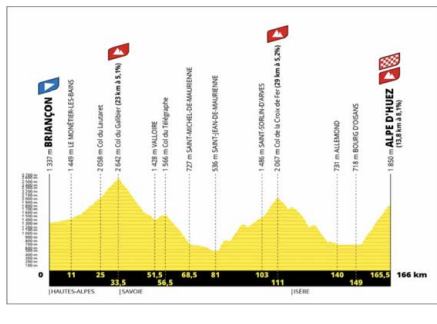 1 337 m BRIANÇON
1 449 m LE MONÊTIER-LES-BAINS
2 058 m Col du Lautaret
2 642 m Col du Galibier (23 km à 5,1%)
1 428 m VALLOIRE
1 566 m Col du Télégraphe
727 m SAINT-MICHEL-DE-MAURIENNE
536 m SAINT-JEAN-DE-MAURIENNE
1 486 m SAINT-SORLIN-D'ARVES
2 067 m Col de la Croix de Fer (29 km à 5,2%)
731 m ALLEMOND
718 m BOURG D'OISANS
1 850 m ALPE D'HUEZ
(13,8 km à 8,1%)
0 11 25 51,5 68,5 81 103 140 165,5 166 km
33,5 56,5 111 149
HAUTES-ALPES SAVOIE ISÈRE